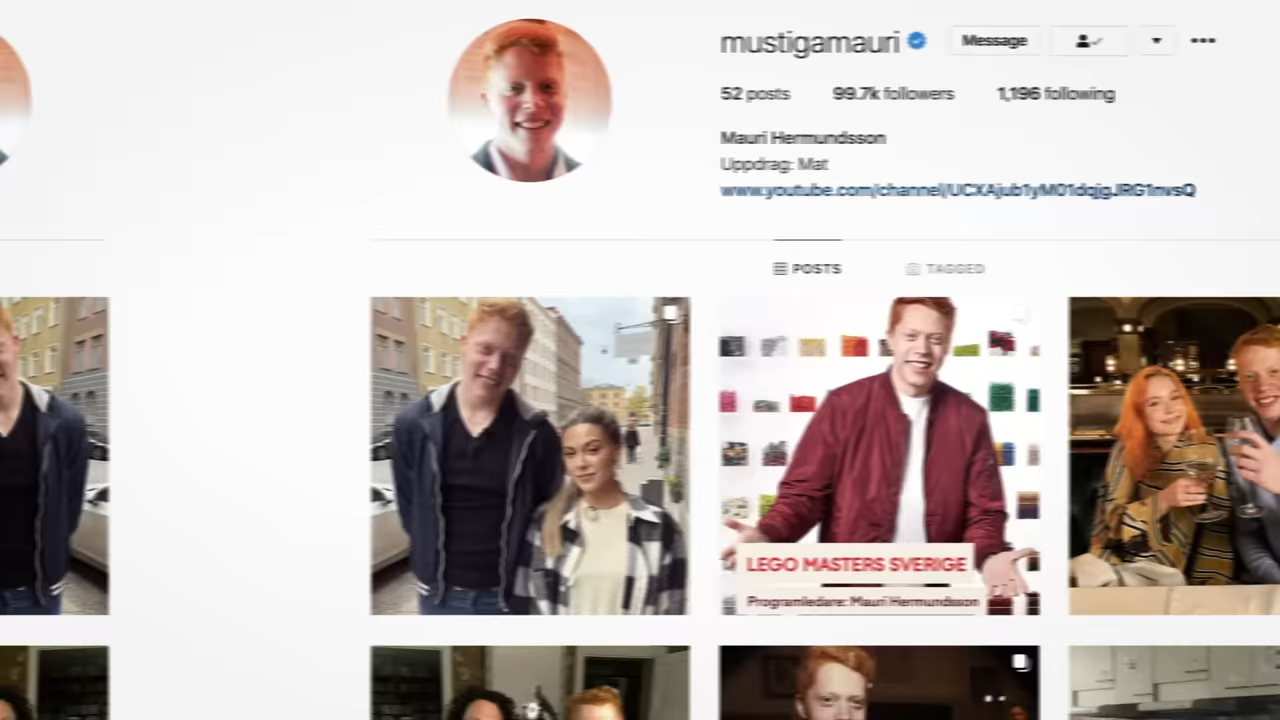 mustigamauri Message
52 posts 99.7k followers 1,196 following
Mauri Hermundsson
Uppdrag: Mat
www.youtube.com/channel/UCXAjub1yM01dqjgJRG1nvsQ
POSTS TAGGED
LEGO MASTERS SVERIGE
Programledare: Mauri Hermundsson